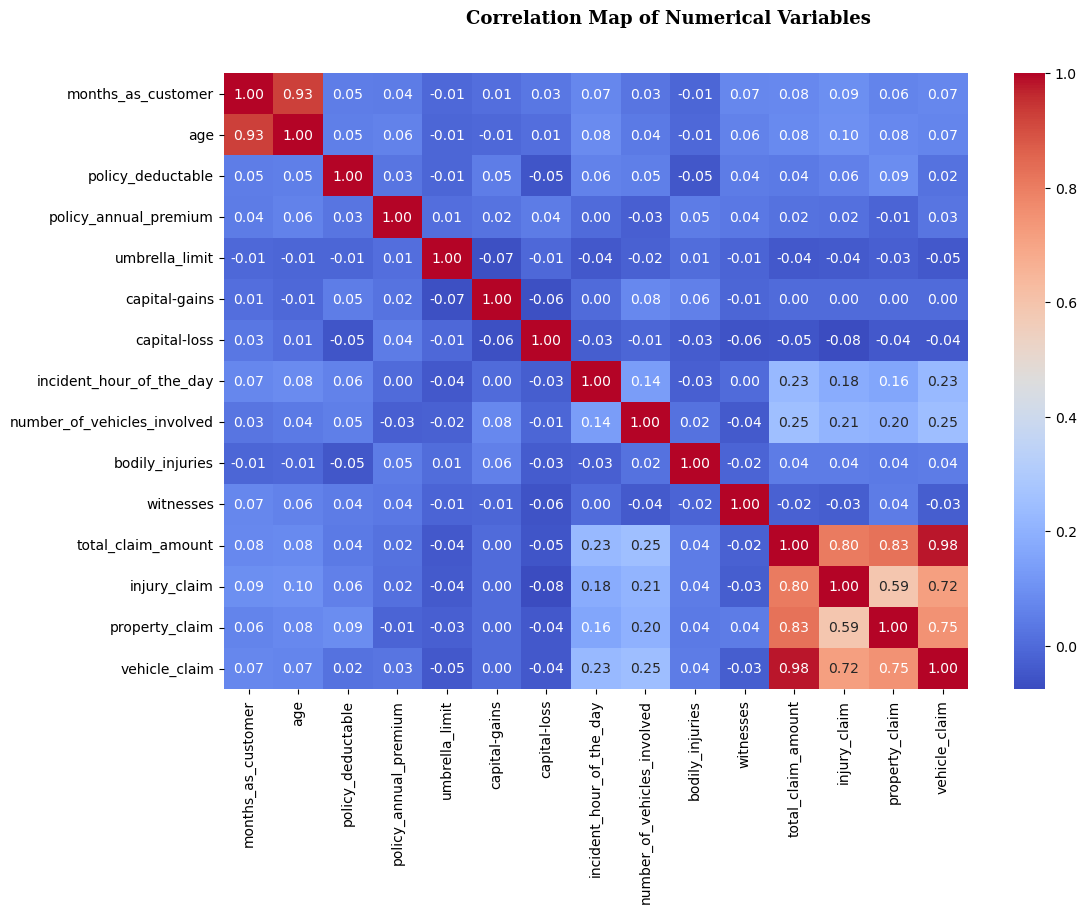 Correlation Map of Numerical Variables
months_as_customer 1.00 0.93 0.05 0.04 -0.01 0.01 0.03 0.07 0.03 -0.01 0.07 0.08 0.09 0.06 0.07
age 0.93 1.00 0.05 0.06 -0.01 -0.01 0.01 0.08 0.04 -0.01 0.06 0.08 0.10 0.08 0.07
policy_deductable 0.05 0.05 1.00 0.03 -0.01 0.05 -0.05 0.06 0.05 -0.05 0.04 0.04 0.06 0.09 0.02
policy_annual_premium 0.04 0.06 0.03 1.00 0.01 0.02 0.04 0.00 -0.03 0.05 0.04 0.02 0.02 -0.01 0.03
umbrella_limit -0.01 -0.01 -0.01 0.01 1.00 -0.07 -0.01 -0.04 -0.02 0.01 -0.01 -0.04 -0.04 -0.03 -0.05
capital-gains 0.01 -0.01 0.05 0.02 -0.07 1.00 -0.06 0.00 0.08 0.06 -0.01 0.00 0.00 0.00 0.00
capital-loss 0.03 0.01 -0.05 0.04 -0.01 -0.06 1.00 -0.03 -0.01 -0.03 -0.06 -0.05 -0.08 -0.04 -0.04
incident_hour_of_the_day 0.07 0.08 0.06 0.00 -0.04 0.00 -0.03 1.00 0.14 -0.03 0.00 0.23 0.18 0.16 0.23
number_of_vehicles_involved 0.03 0.04 0.05 -0.03 -0.02 0.08 -0.01 0.14 1.00 0.02 -0.04 0.25 0.21 0.20 0.25
bodily_injuries -0.01 -0.01 -0.05 0.05 0.01 0.06 -0.03 -0.03 0.02 1.00 -0.02 0.04 0.04 0.04 0.04
witnesses 0.07 0.06 0.04 0.04 -0.01 -0.01 -0.06 0.00 -0.04 -0.02 1.00 -0.02 -0.03 0.04 -0.03
total_claim_amount 0.08 0.08 0.04 0.02 -0.04 0.00 -0.05 0.23 0.25 0.04 -0.02 1.00 0.80 0.83 0.98
injury_claim 0.09 0.10 0.06 0.02 -0.04 0.00 -0.08 0.18 0.21 0.04 -0.03 0.80 1.00 0.59 0.72
property_claim 0.06 0.08 0.09 -0.01 -0.03 0.00 -0.04 0.16 0.20 0.04 0.04 0.83 0.59 1.00 0.75
vehicle_claim 0.07 0.07 0.02 0.03 -0.05 0.00 -0.04 0.23 0.25 0.04 -0.03 0.98 0.72 0.75 1.00
months_as_customer
age
policy_deductable
policy_annual_premium
umbrella_limit
capital-gains
capital-loss
incident_hour_of_the_day
number_of_vehicles_involved
bodily_injuries
witnesses
total_claim_amount
injury_claim
property_claim
vehicle_claim
1.0
0.8
0.6
0.4
0.2
0.0